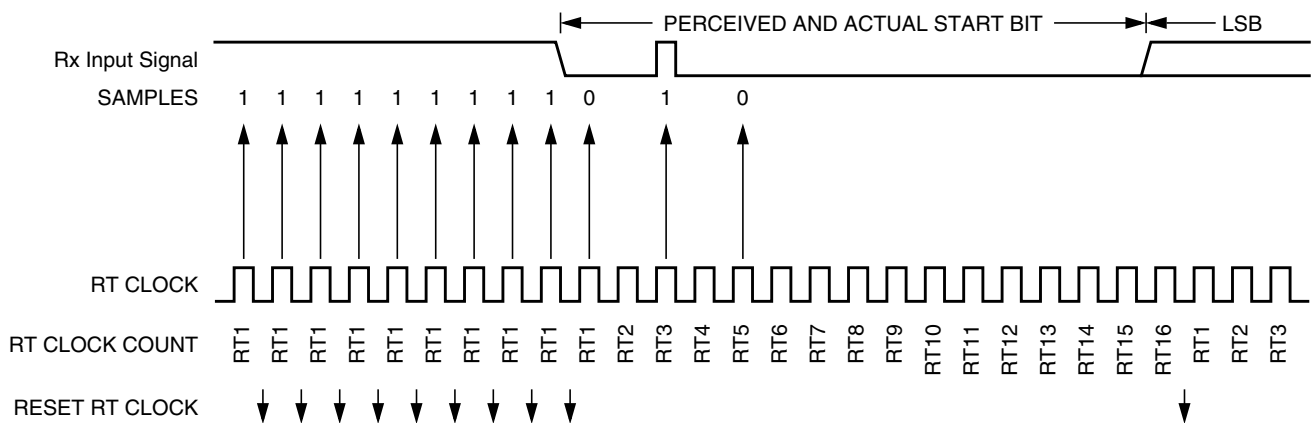 PERCEIVED AND ACTUAL START BIT LSB
Rx Input Signal
SAMPLES 1 1 1 1 1 1 1 1 1 0 1 0
RT CLOCK
RT CLOCK COUNT RT1 RT1 RT1 RT1 RT1 RT1 RT1 RT1 RT1 RT1 RT2 RT3 RT4 RT5 RT6 RT7 RT8 RT9 RT10 RT11 RT12 RT13 RT14 RT15 RT16 RT1 RT2 RT3
RESET RT CLOCK